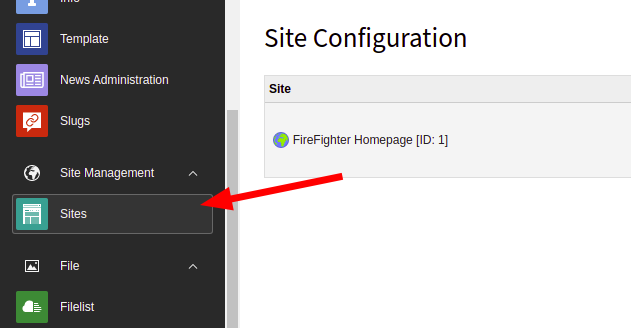 Info
Template
News Administration
Slugs
Site Management
Sites
File
Filelist
Site Configuration
Site
FireFighter Homepage [ID: 1]